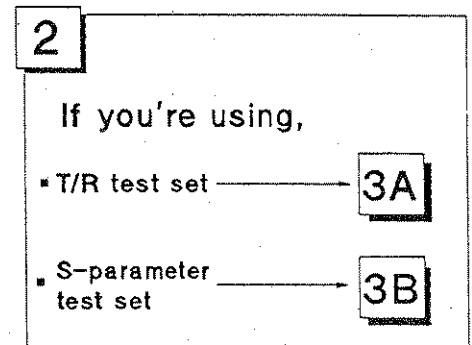 2
If you're using,
▪ T/R test set 3A
▪ S-parameter
test set 3B